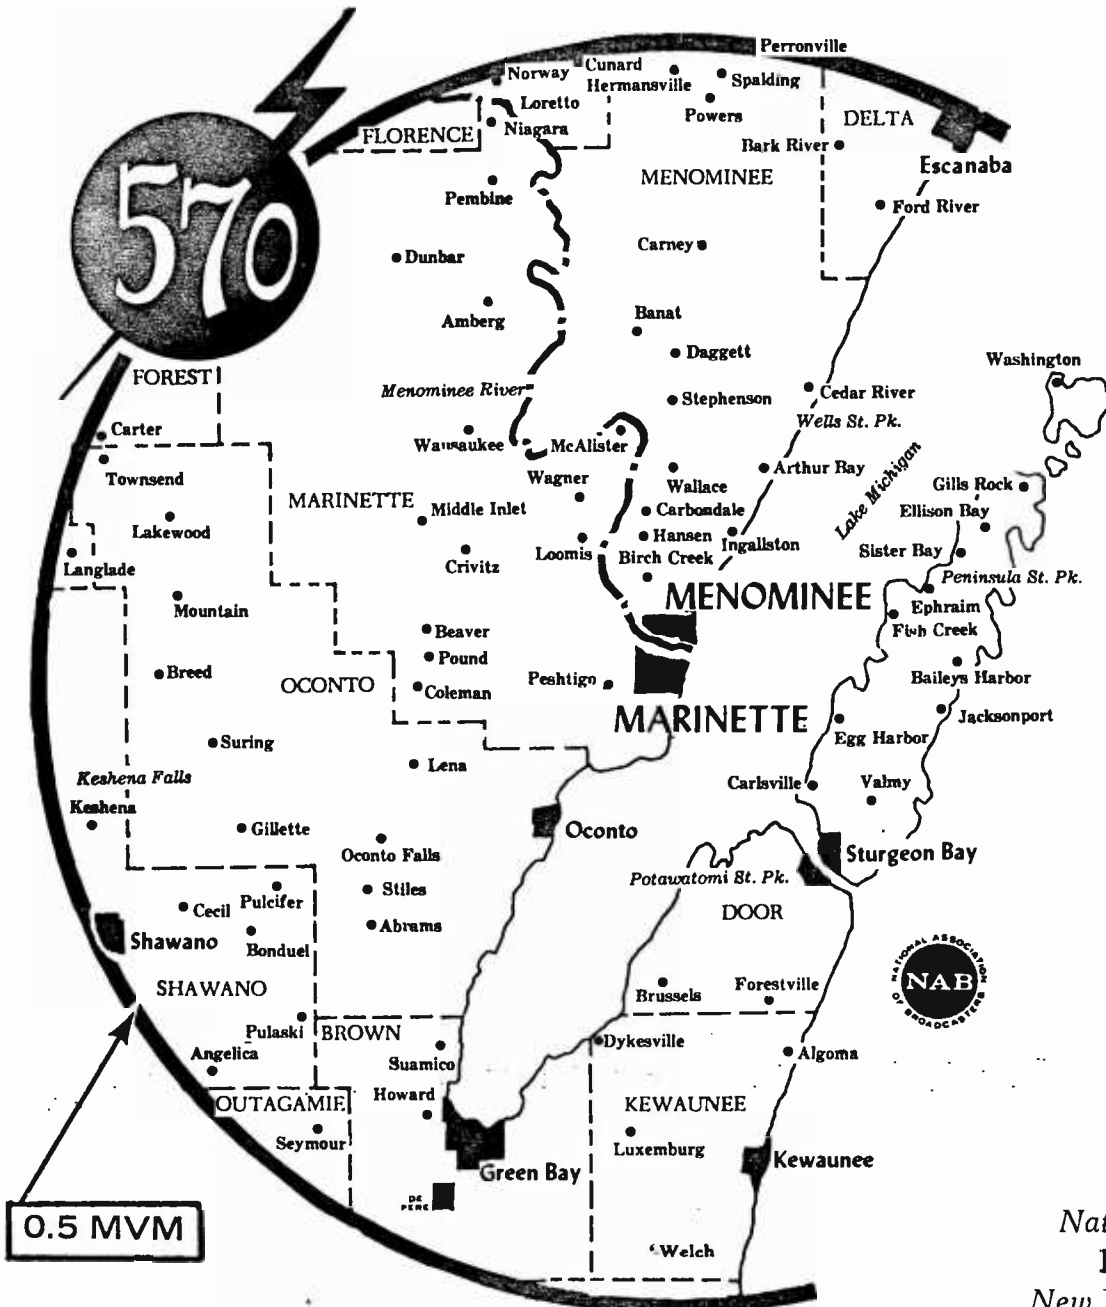 Perronville
Norway
Cunard
Hermansville
Spalding
Loretto
Powers
DELTA
FLORENCE
Niagara
Bark River
Escanaba
MENOMINEE
Pembine
Ford River
570
Carney
Dunbar
Amberg
Banat
Daggett
Washington
FOREST
Menominee River
Cedar River
Stephenson
Wells St. Pk.
Carter
Wausaukee
McAlister
Townsend
Wagner
Wallace
Arthur Bay
Lake Michigan
Gills Rock
MARINETTE
Middle Inlet
Carbondale
Ellison Bay
Lakewood
Hansen
Ingallston
Loomis
Birch Creek
Sister Bay
Langlade
Crivitz
Peninsula St. Pk.
Mountain
MENOMINEE
Ephraim
Fish Creek
Beaver
Pound
Breed
OCONTO
Coleman
Peshtigo
Baileys Harbor
MARINETTE
Jacksonport
Egg Harbor
Suring
Lena
Keshena Falls
Carlsville
Valmy
Keshena
Gillette
Oconto
Oconto Falls
Sturgeon Bay
Potawatomi St. Pk.
Stiles
Pulcifer
Cecil
DOOR
Abrams
Shawano
Bonduel
NATIONAL ASSOCIATION
NAB
OF BROADCASTERS
SHAWANO
Brussels
Forestville
Pulaski
BROWN
Dykesville
Angelica
Suamico
Algoma
Howard
OUTAGAMIE
KEWAUNEE
Seymour
Luxemburg
Green Bay
Kewaunee
DE
PERE
0.5 MVM
Welch
Nat
New